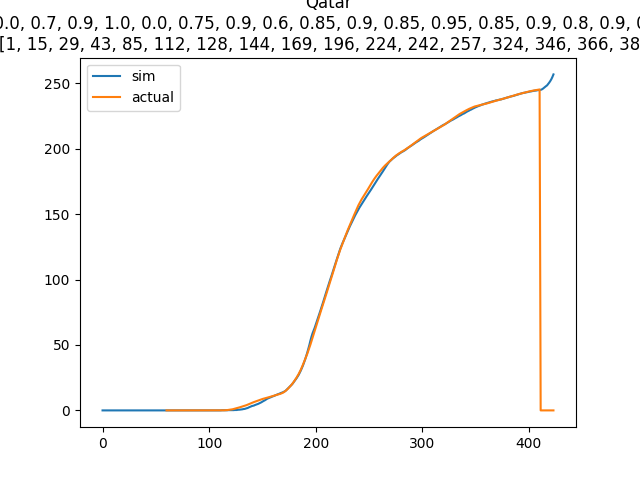 Qatar
0.0, 0.7, 0.9, 1.0, 0.0, 0.75, 0.9, 0.6, 0.85, 0.9, 0.85, 0.95, 0.85, 0.9, 0.8, 0.9, 0
[1, 15, 29, 43, 85, 112, 128, 144, 169, 196, 224, 242, 257, 324, 346, 366, 38
sim
actual
250
200
150
100
50
0
0 100 200 300 400